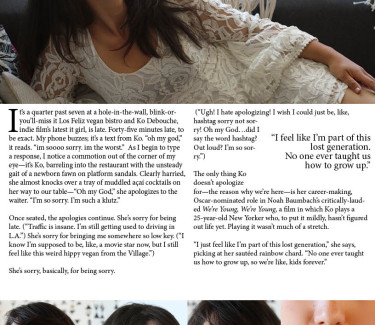 It's a quarter past seven at a hole-in-the-wall, blink-or-
you'll-miss it Los Feliz vegan bistro and Ko Debouche,
indie film's latest it girl, is late. Forty-five minutes late, to
be exact. My phone buzzes; it's a text from Ko. "oh my god,"
it reads. "im soooo sorry. im the worst." As I begin to type
a response, I notice a commotion out of the corner of my
eye—it's Ko, barreling into the restaurant with the unsteady
gait of a newborn fawn on platform sandals. Clearly harried,
she almost knocks over a tray of muddled açai cocktails on
her way to our table—"Oh my God," she apologizes to the
waiter. "I'm so sorry. I'm such a klutz."
Once seated, the apologies continue. She's sorry for being
late. ("Traffic is insane. I'm still getting used to driving in
L.A.") She's sorry for bringing me somewhere so low key. ("I
know I'm supposed to be, like, a movie star now, but I still
feel like this weird hippy vegan from the Village.")
She's sorry, basically, for being sorry.
("Ugh! I hate apologizing! I wish I could just be, like,
hashtag sorry not sor-
ry! Oh my God…did I
say the word hashtag?
Out loud? I'm so sor-
ry.")
"I feel like I'm part of this
lost generation.
No one ever taught us
how to grow up."
The only thing Ko
doesn't apologize
for—the reason why we're here—is her career-making,
Oscar-nominated role in Noah Baumbach's critically-laud-
ed We're Young, We're Young, a film in which Ko plays a
25-year-old New Yorker who, to put it mildly, hasn't figured
out life yet. Playing it wasn't much of a stretch.
"I just feel like I'm part of this lost generation," she says,
picking at her sautéed rainbow chard. "No one ever taught
us how to grow up, so we're like, kids forever."